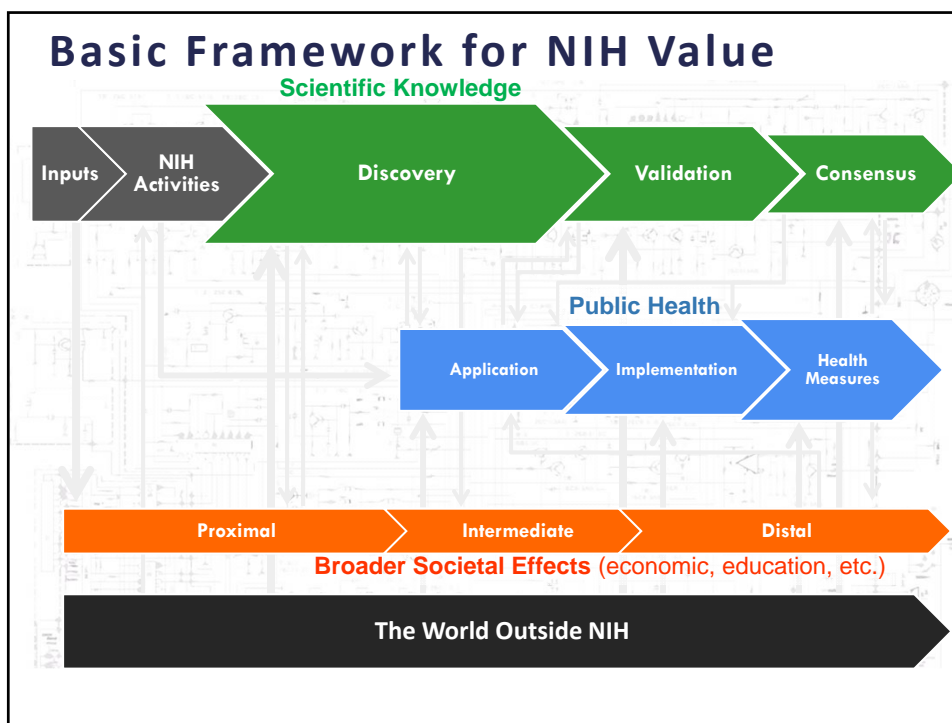 Basic Framework for NIH Value
Scientific Knowledge
Inputs
NIH
Activities
Discovery
Validation
Consensus
Public Health
Application
Implementation
Health
Measures
Proximal
Intermediate
Distal
Broader Societal Effects (economic, education, etc.)
The World Outside NIH